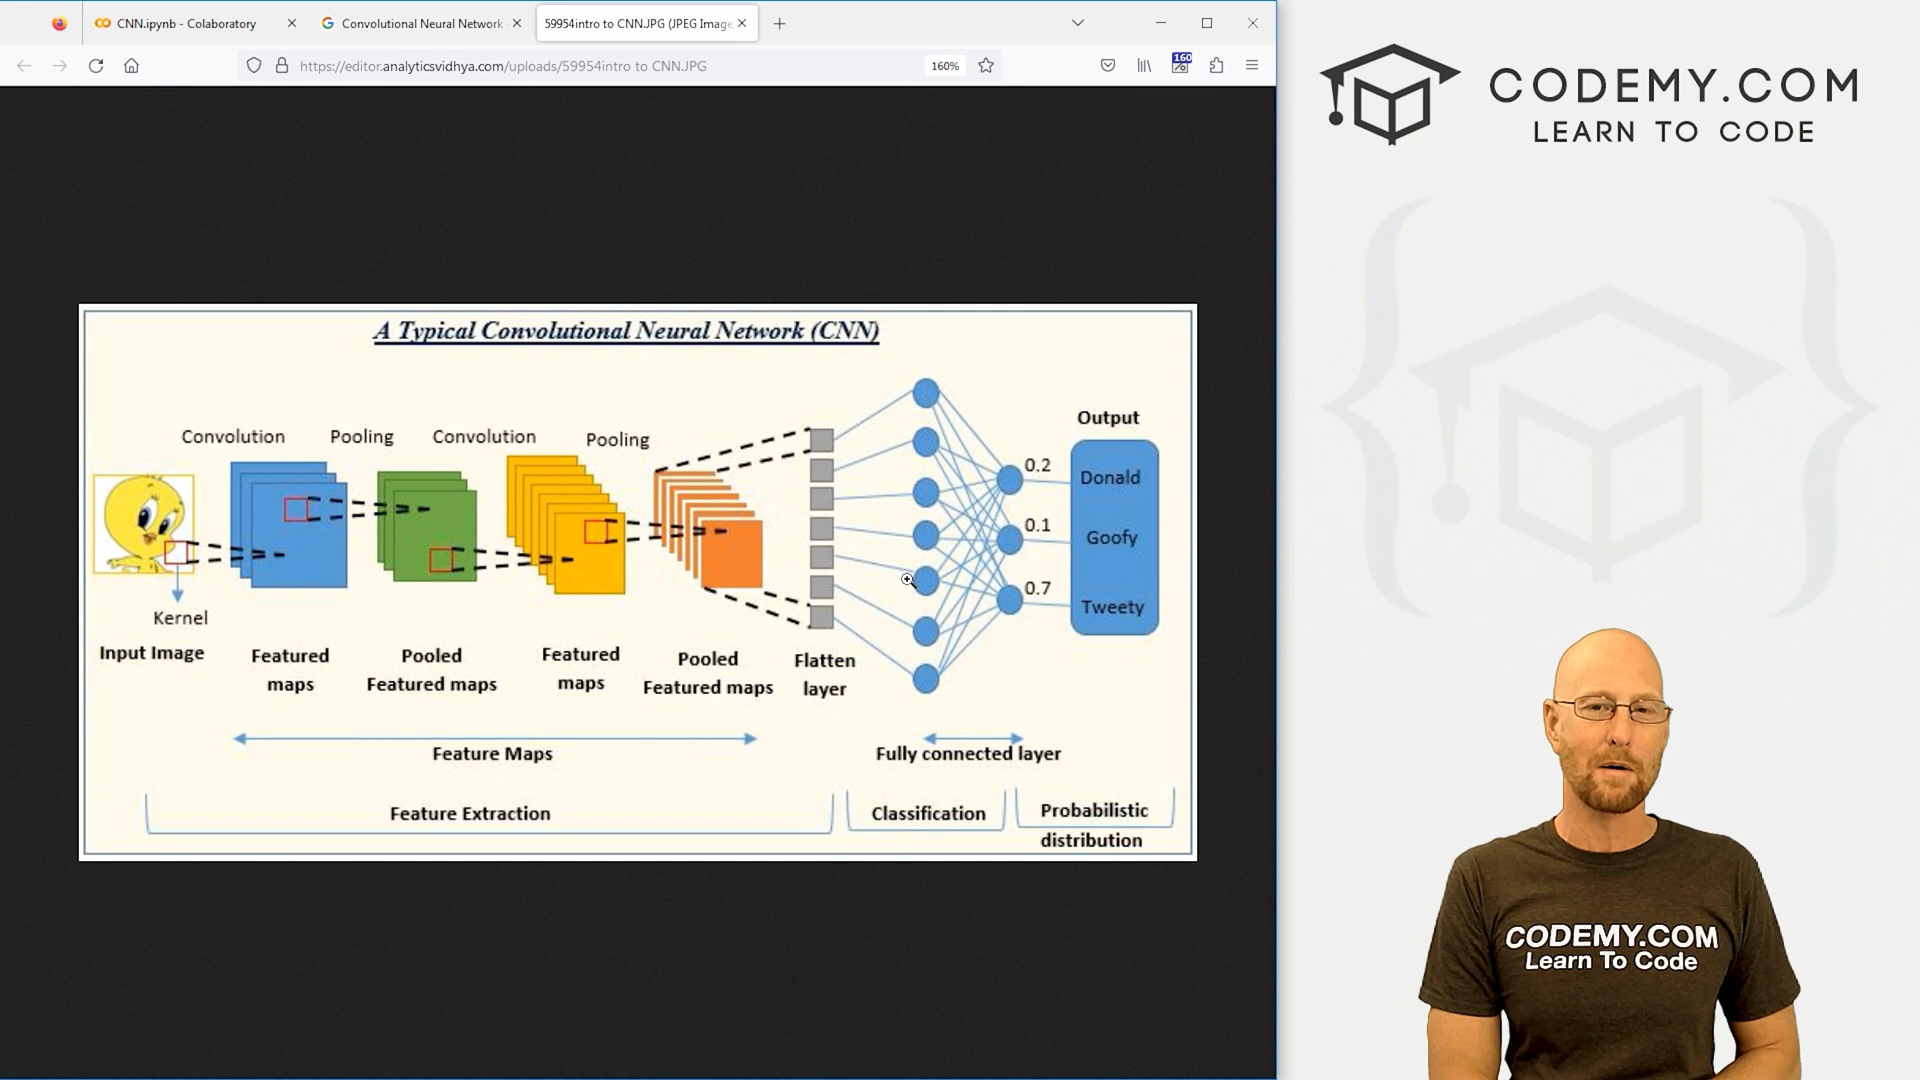 CNN.ipynb - Colaboratory
Convolutional Neural Network
59954intro to CNN.JPG (JPEG Image
https://editor.analyticsvidhya.com/uploads/59954intro to CNN.JPG
160%
160
CODEMY.COM
LEARN TO CODE
A Typical Convolutional Neural Network (CNN)
Output
Convolution
Pooling
Convolution
Pooling
0.2
Donald
0.1
Goofy
0.7
Tweety
Kernel
Input Image
Featured
maps
Pooled
Featured maps
Featured
maps
Pooled
Featured maps
Flatten
layer
Feature Maps
Fully connected layer
Feature Extraction
Classification
Probabilistic
distribution
CODEMY.COM
Learn To Code